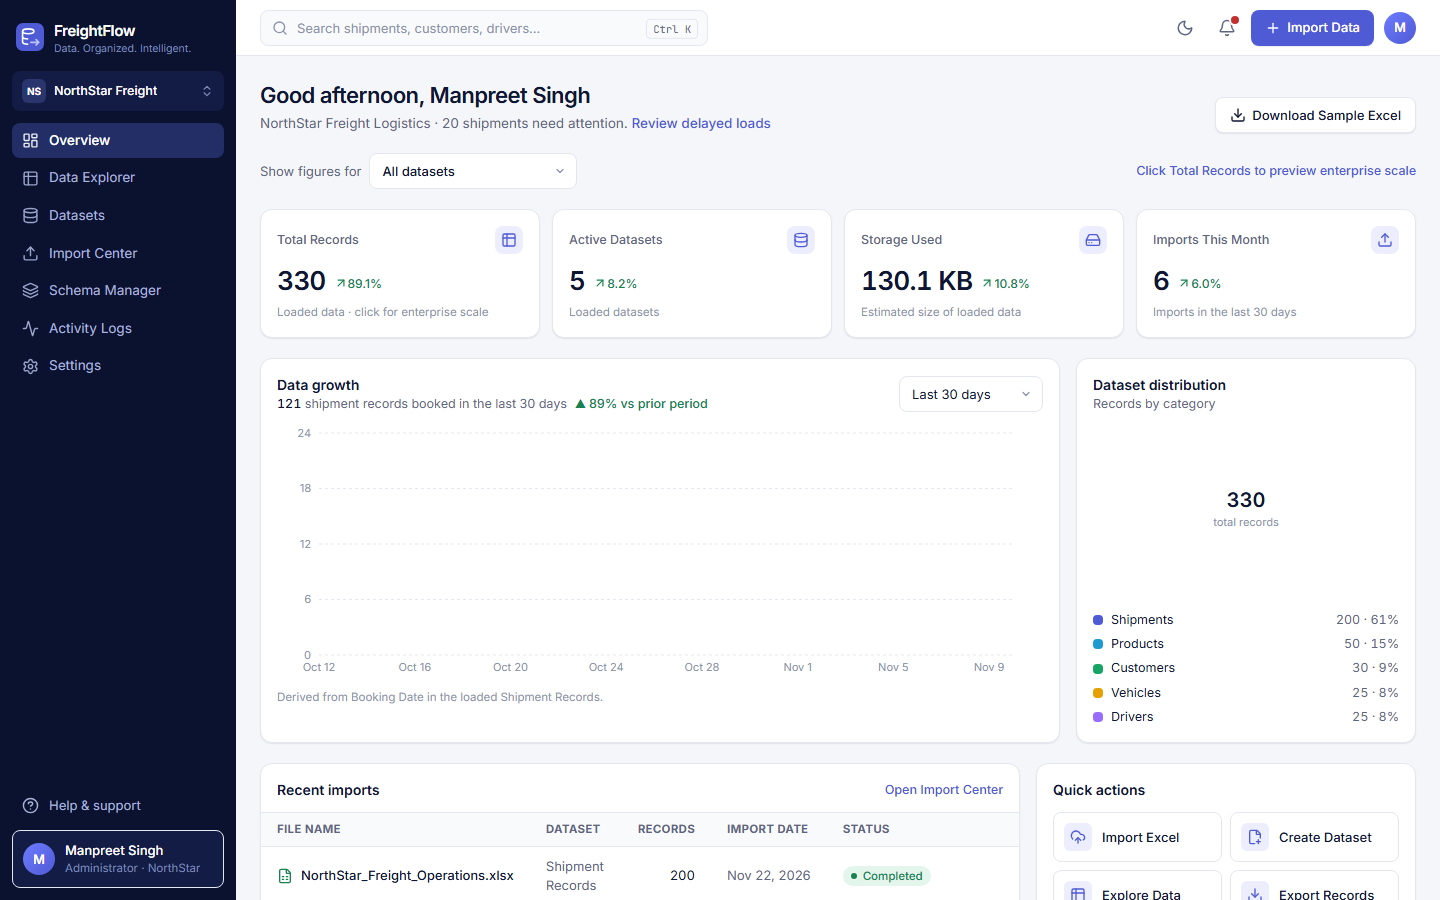 FreightFlow
Data. Organized. Intelligent.
NS NorthStar Freight
Overview
Data Explorer
Datasets
Import Center
Schema Manager
Activity Logs
Settings
Help & support
M Manpreet Singh
Administrator · NorthStar
Search shipments, customers, drivers... Ctrl K
Import Data M
Good afternoon, Manpreet Singh
NorthStar Freight Logistics · 20 shipments need attention. Review delayed loads
Download Sample Excel
Show figures for All datasets
Click Total Records to preview enterprise scale
Total Records
330 89.1%
Loaded data · click for enterprise scale
Active Datasets
5 8.2%
Loaded datasets
Storage Used
130.1 KB 10.8%
Estimated size of loaded data
Imports This Month
6 6.0%
Imports in the last 30 days
Data growth
121 shipment records booked in the last 30 days ▲ 89% vs prior period
Last 30 days
24
18
12
6
0
Oct 12 Oct 16 Oct 20 Oct 24 Oct 28 Nov 1 Nov 5 Nov 9
Derived from Booking Date in the loaded Shipment Records.
Dataset distribution
Records by category
330
total records
Shipments 200 · 61%
Products 50 · 15%
Customers 30 · 9%
Vehicles 25 · 8%
Drivers 25 · 8%
Recent imports Open Import Center
FILE NAME DATASET RECORDS IMPORT DATE STATUS
NorthStar_Freight_Operations.xlsx Shipment Records 200 Nov 22, 2026 Completed
Quick actions
Import Excel Create Dataset
Explore Data Export Records